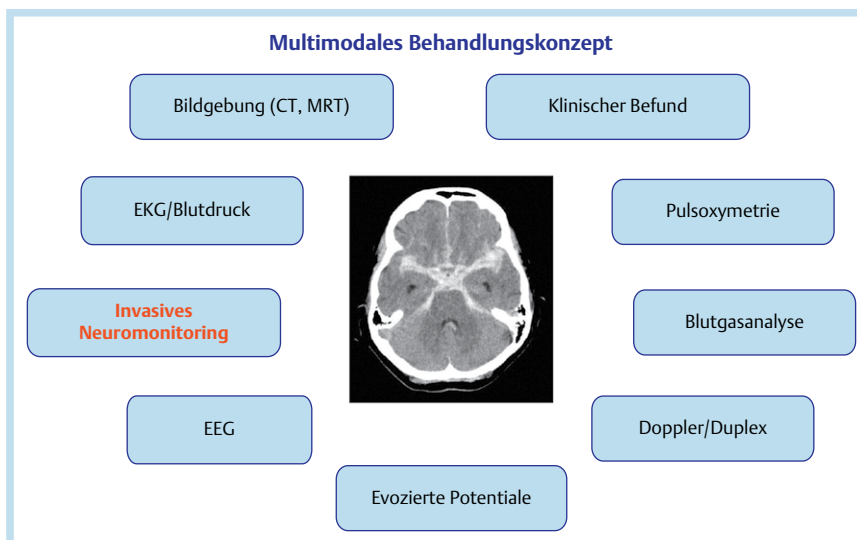 Multimodales Behandlungskonzept
Bildgebung (CT, MRT)
Klinischer Befund
EKG/Blutdruck
Pulsoxymetrie
Invasives
Neuromonitoring
Blutgasanalyse
EEG
Doppler/Duplex
Evozierte Potentiale